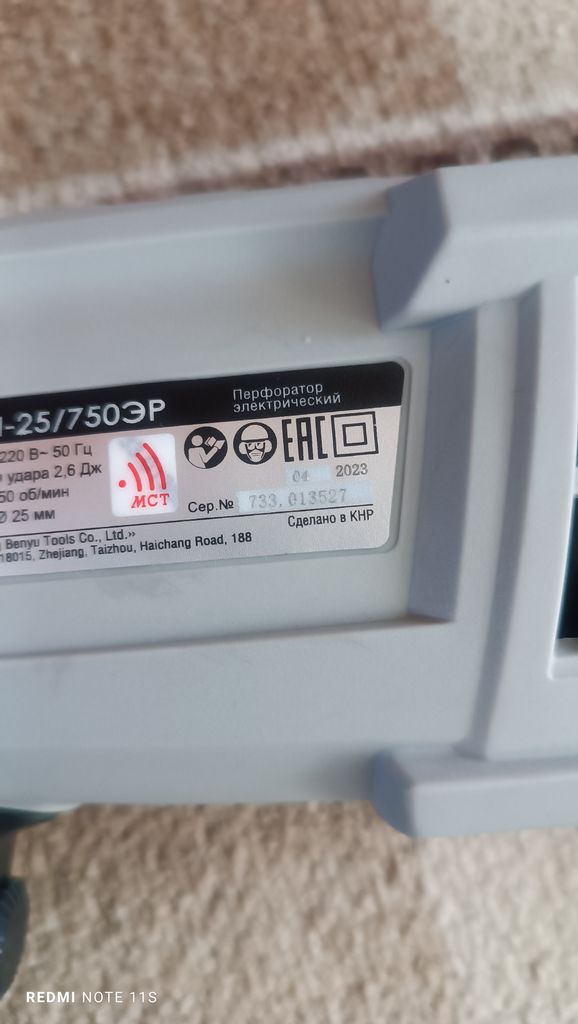 -25/750ЭР
Перфоратор
электрический
220 В~ 50 Гц
удара 2,6 Дж
50 об/мин
Ø 25 мм
МСТ
EAC
04 2023
Сер.№ 733.013527
Сделано в КНР
Benyu Tools Co., Ltd.»
18015, Zhejiang, Taizhou, Haichang Road, 188
REDMI NOTE 11S